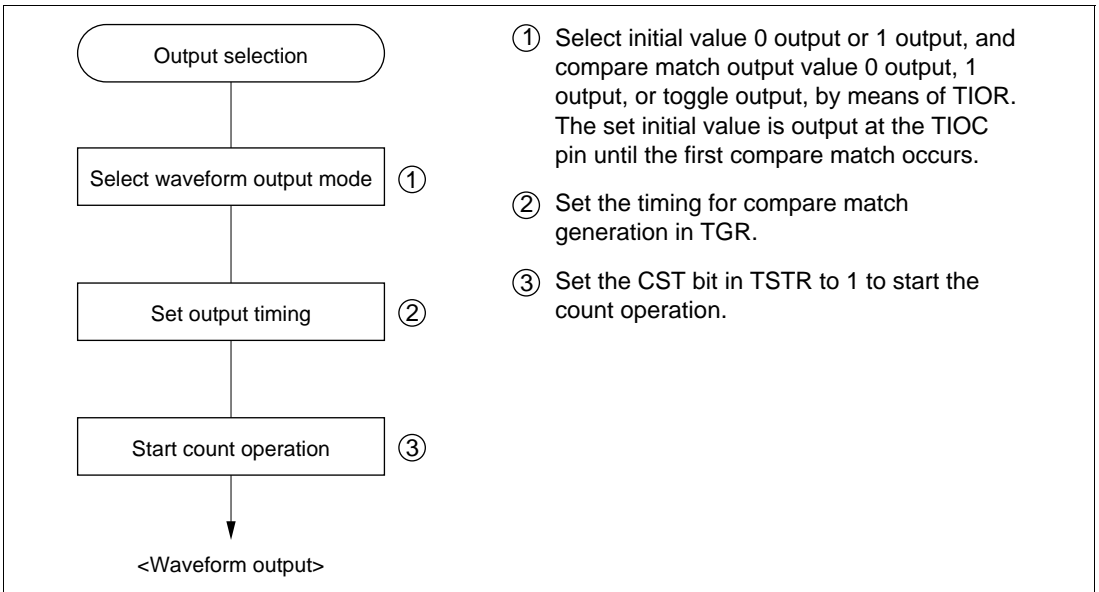 Output selection
Select waveform output mode ①
Set output timing ②
Start count operation ③
<Waveform output>
① Select initial value 0 output or 1 output, and
compare match output value 0 output, 1
output, or toggle output, by means of TIOR.
The set initial value is output at the TIOC
pin until the first compare match occurs.
② Set the timing for compare match
generation in TGR.
③ Set the CST bit in TSTR to 1 to start the
count operation.